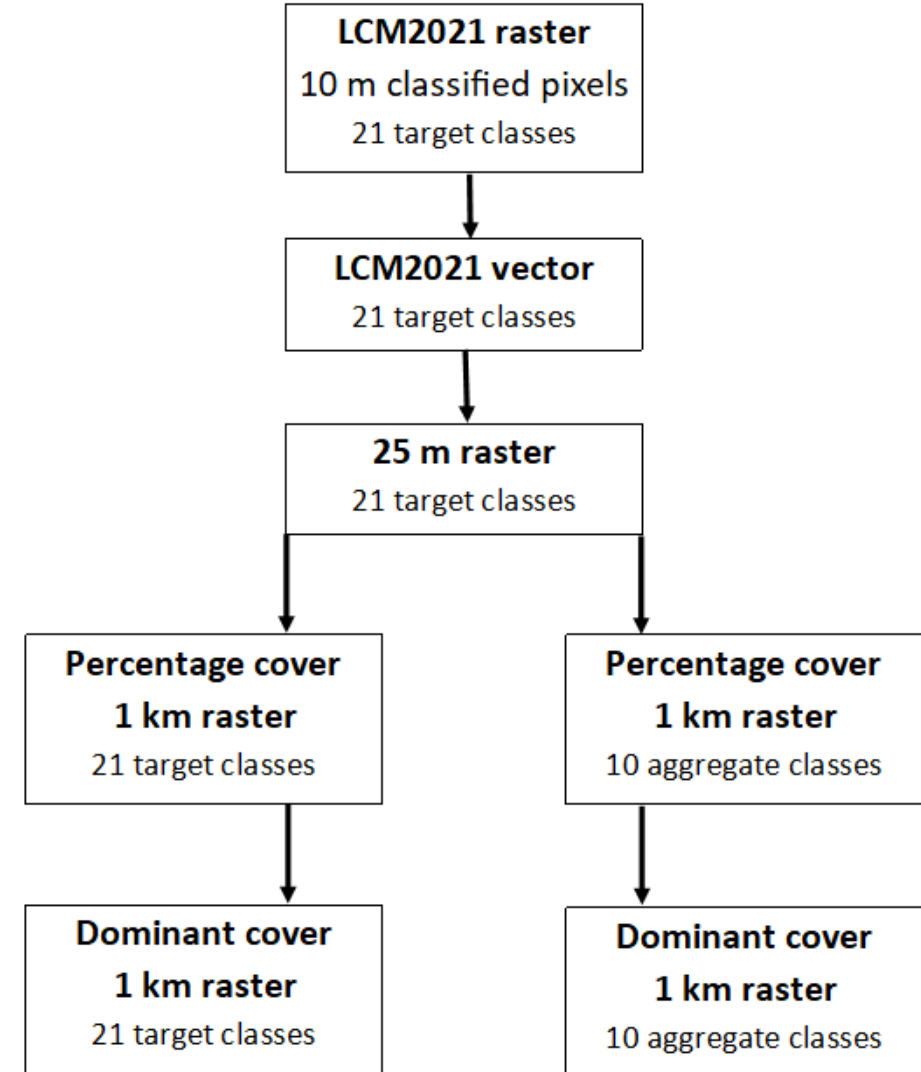 LCM2021 raster
10 m classified pixels
21 target classes
LCM2021 vector
21 target classes
25 m raster
21 target classes
Percentage cover
1 km raster
21 target classes
Percentage cover
1 km raster
10 aggregate classes
Dominant cover
1 km raster
21 target classes
Dominant cover
1 km raster
10 aggregate classes